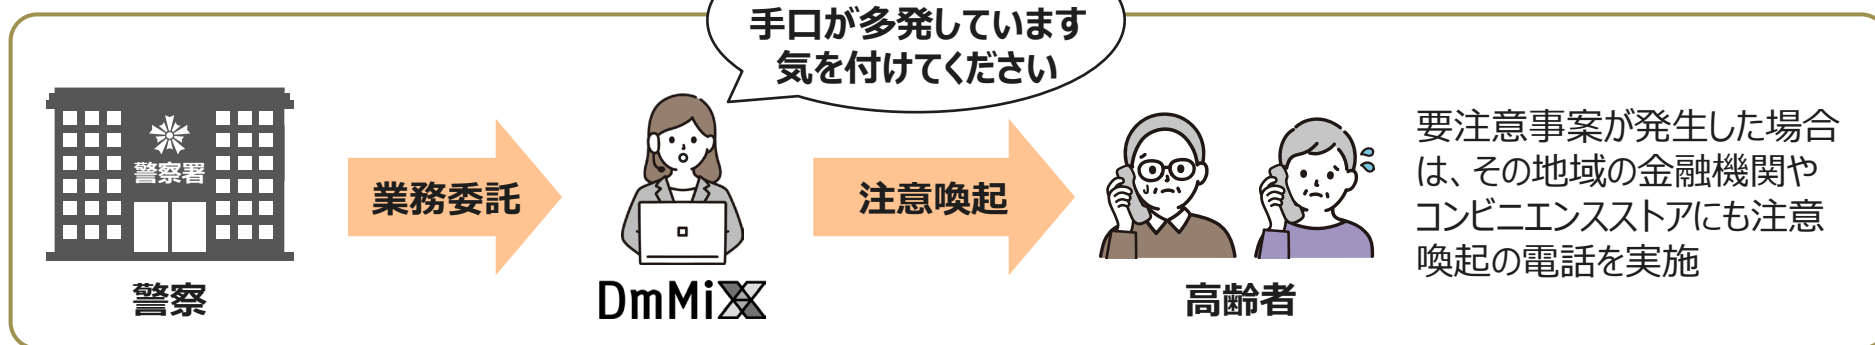 手口が多発しています
気を付けてください
警察署
業務委託
注意喚起
要注意事案が発生した場合
は、その地域の金融機関や
コンビニエンスストアにも注意
喚起の電話を実施
警察
DmMiX
高齢者